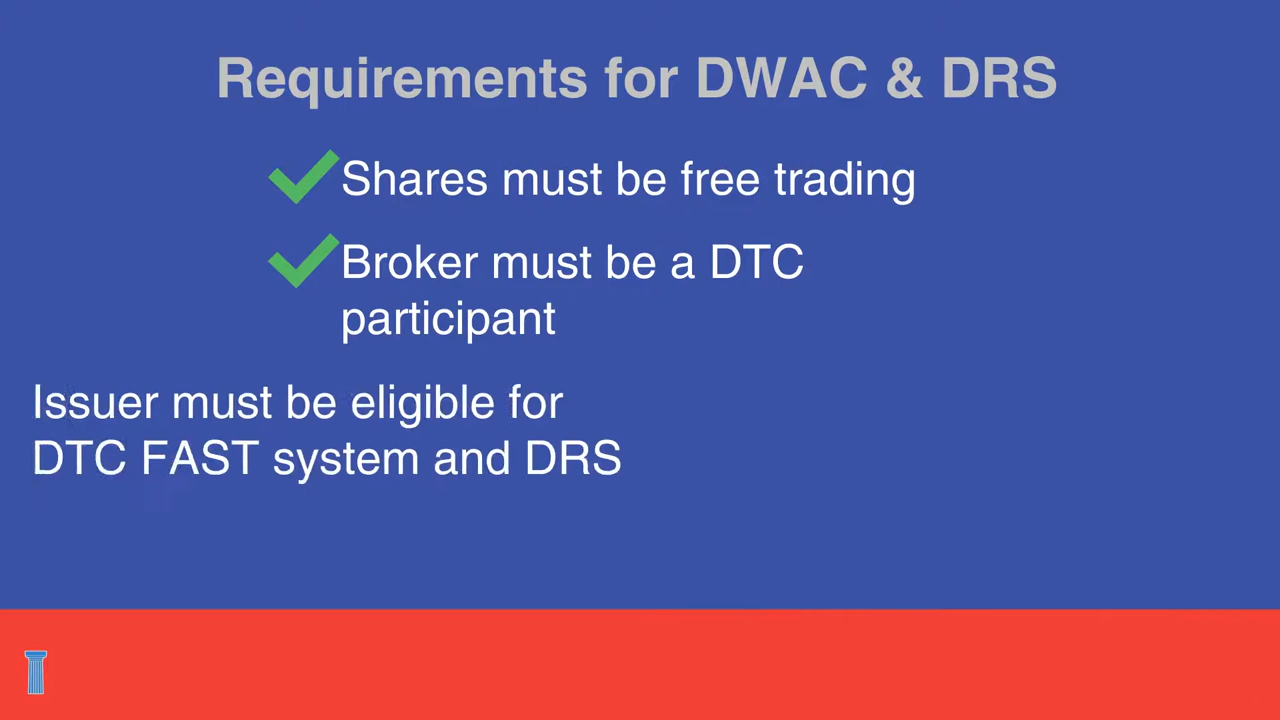 Requirements for DWAC & DRS
Shares must be free trading
Broker must be a DTC
participant
Issuer must be eligible for
DTC FAST system and DRS